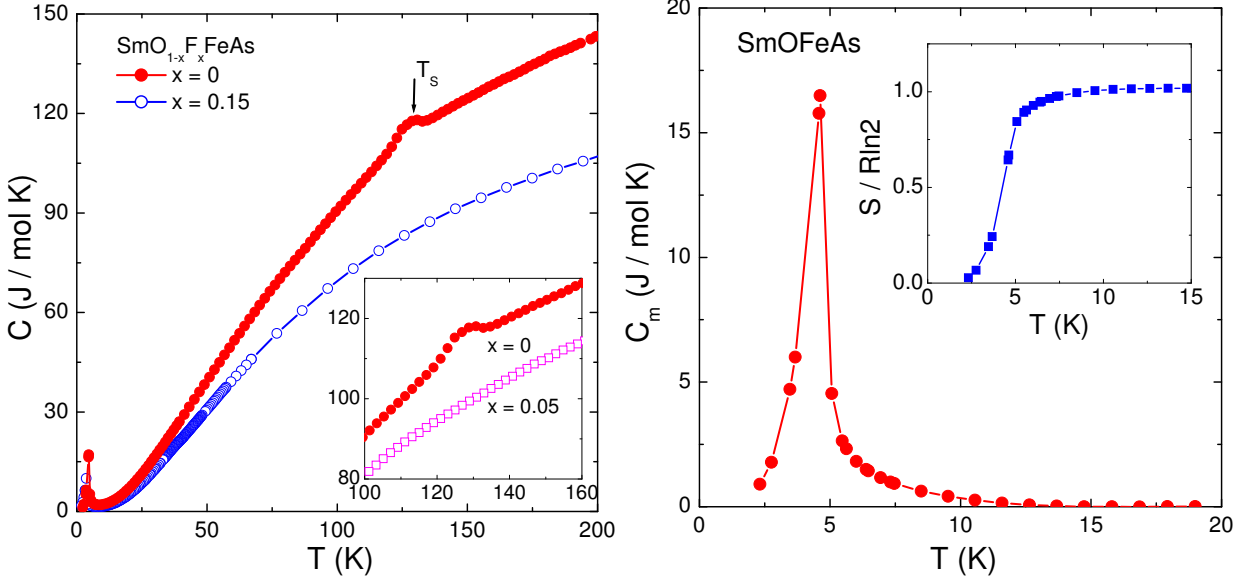 SmO1-xFxFeAs
x = 0
x = 0.15
TS
C (J / mol K)
150
120
90
60
30
0
0
50
100
150
200
T (K)
120
100
80
100
120
140
160
x = 0
x = 0.05
SmOFeAs
Cm (J / mol K)
20
15
10
5
0
0
5
10
15
20
T (K)
S / Rln2
1.0
0.5
0.0
0
5
10
15
T (K)